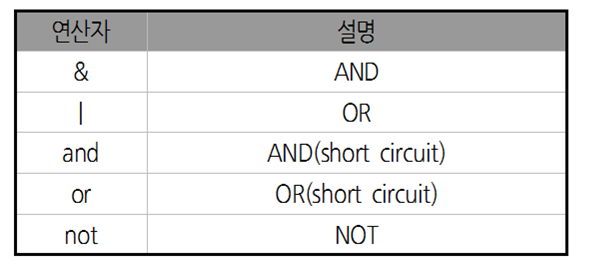 연산자 설명
& AND
| OR
and AND(short circuit)
or OR(short circuit)
not NOT